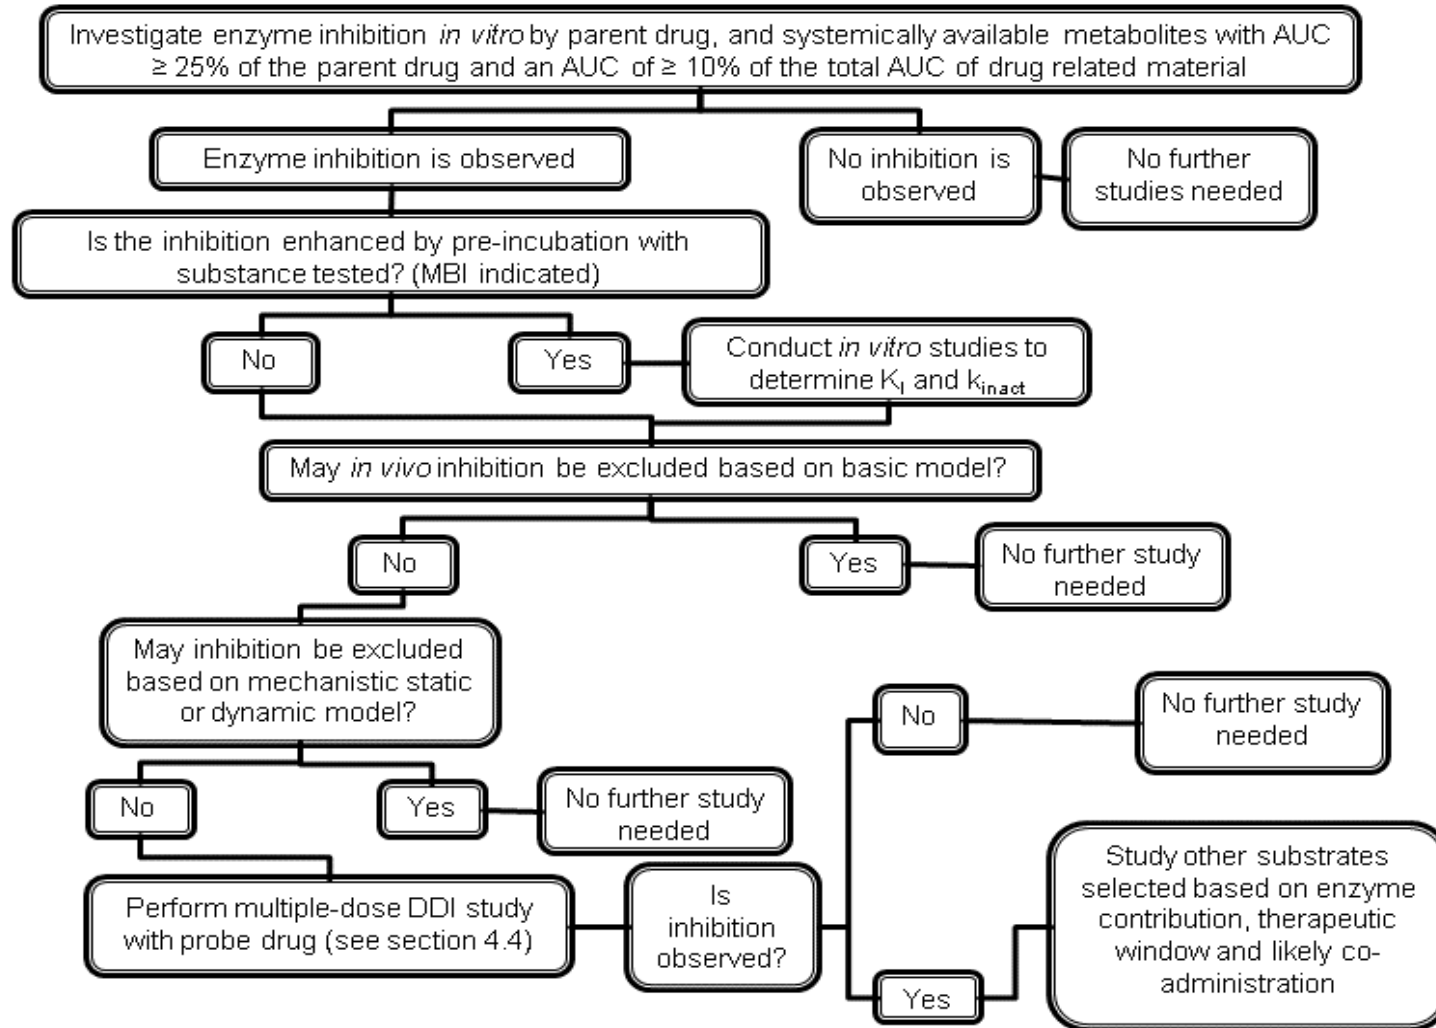 Investigate enzyme inhibition in vitro by parent drug, and systemically available metabolites with AUC
≥ 25% of the parent drug and an AUC of ≥ 10% of the total AUC of drug related material
Enzyme inhibition is observed
No inhibition is
observed
No further
studies needed
Is the inhibition enhanced by pre-incubation with
substance tested? (MBI indicated)
No
Yes
Conduct in vitro studies to
determine K_I and k_inact
May in vivo inhibition be excluded based on basic model?
No
Yes
No further study
needed
May inhibition be excluded
based on mechanistic static
or dynamic model?
No
Yes
No further study
needed
Perform multiple-dose DDI study
with probe drug (see section 4.4)
Is
inhibition
observed?
No
No further study
needed
Yes
Study other substrates
selected based on enzyme
contribution, therapeutic
window and likely co-
administration